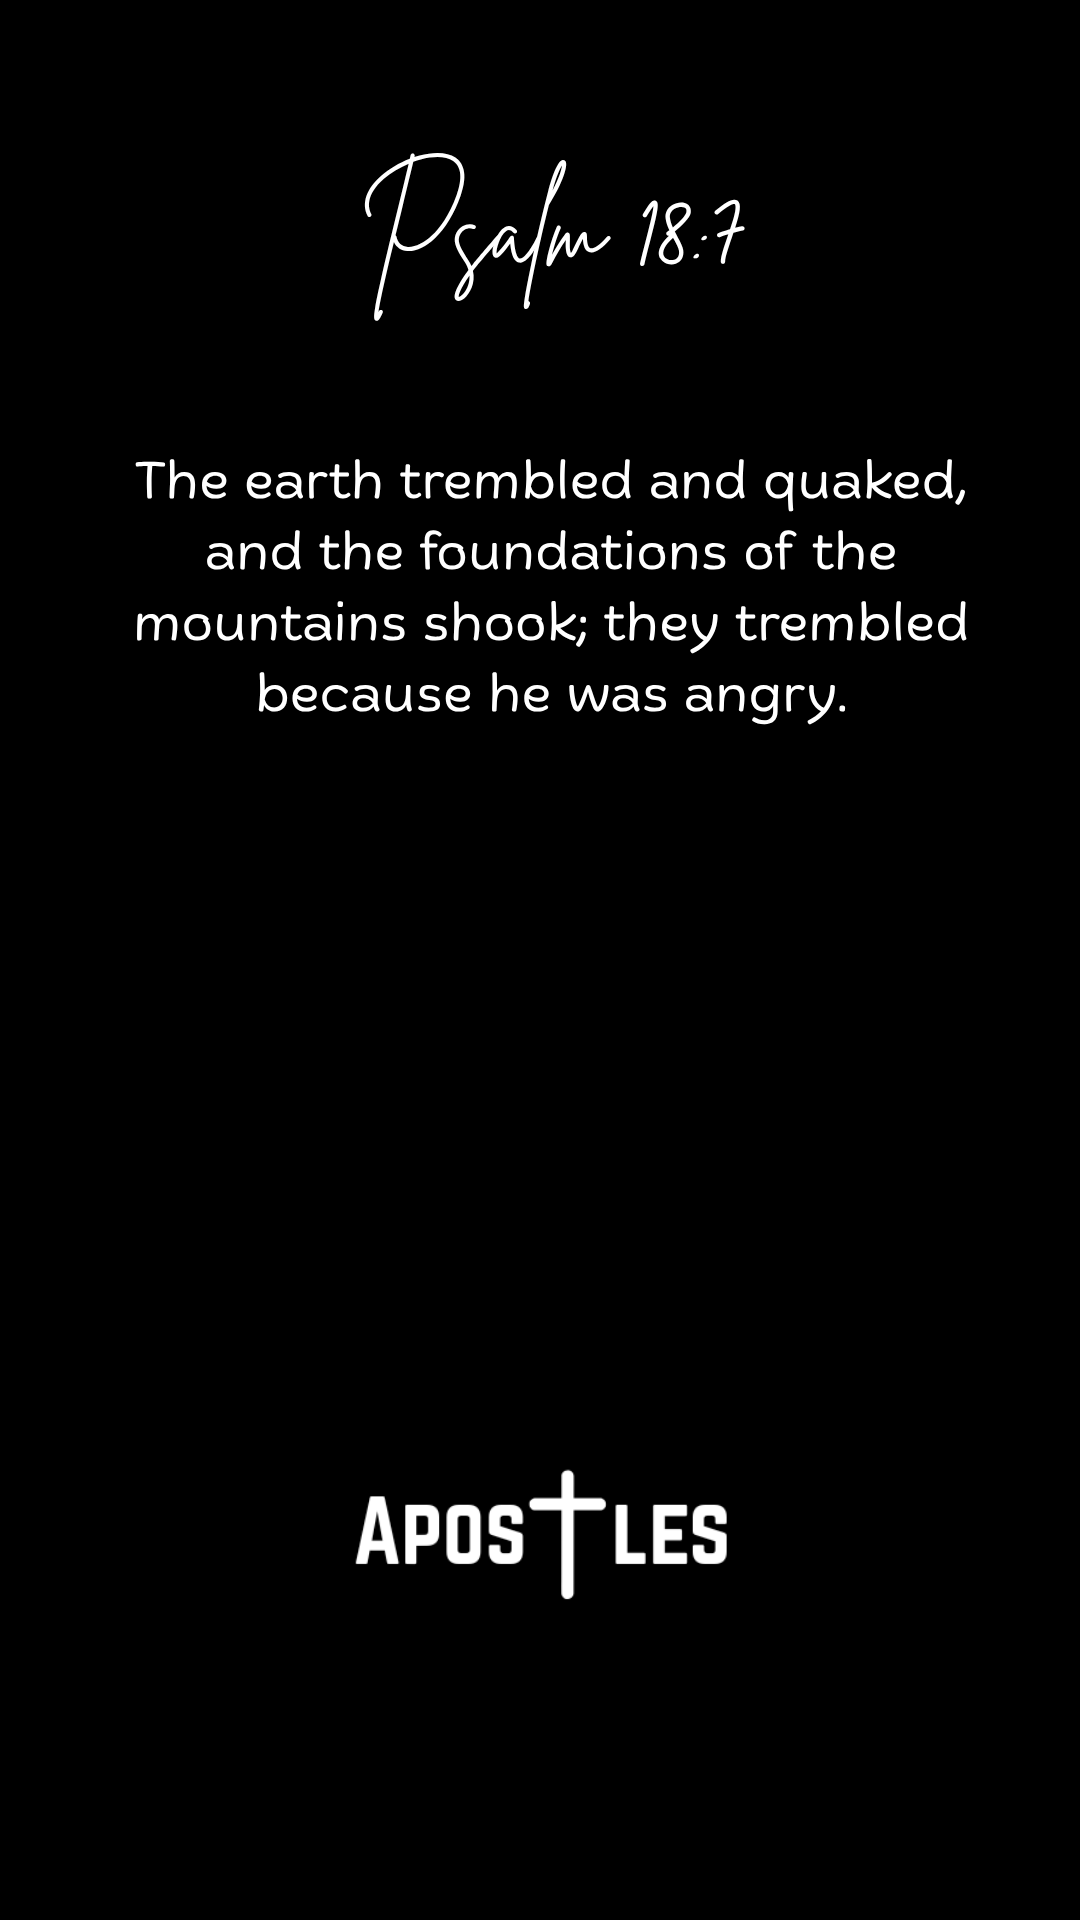 Psalm 18:7
The earth trembled and quaked,
and the foundations of the
mountains shook; they trembled
because he was angry.
APOSTLES